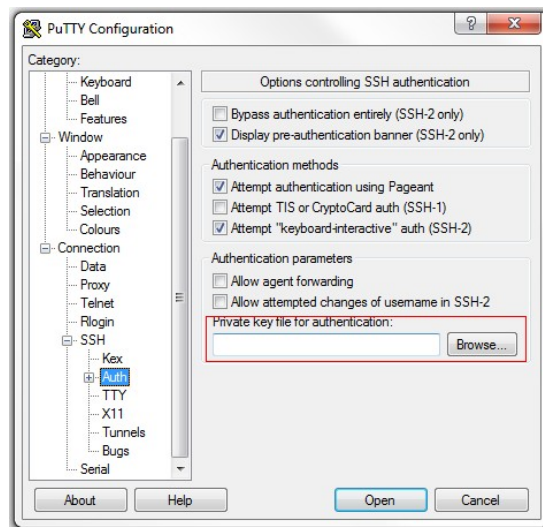 PuTTY Configuration
Category:
Keyboard
Bell
Features
Window
Appearance
Behaviour
Translation
Selection
Colours
Connection
Data
Proxy
Telnet
Rlogin
SSH
Kex
Auth
TTY
X11
Tunnels
Bugs
Serial
Options controlling SSH authentication
Bypass authentication entirely (SSH-2 only)
Display pre-authentication banner (SSH-2 only)
Authentication methods
Attempt authentication using Pageant
Attempt TIS or CryptoCard auth (SSH-1)
Attempt "keyboard-interactive" auth (SSH-2)
Authentication parameters
Allow agent forwarding
Allow attempted changes of username in SSH-2
Private key file for authentication:
Browse...
About
Help
Open
Cancel